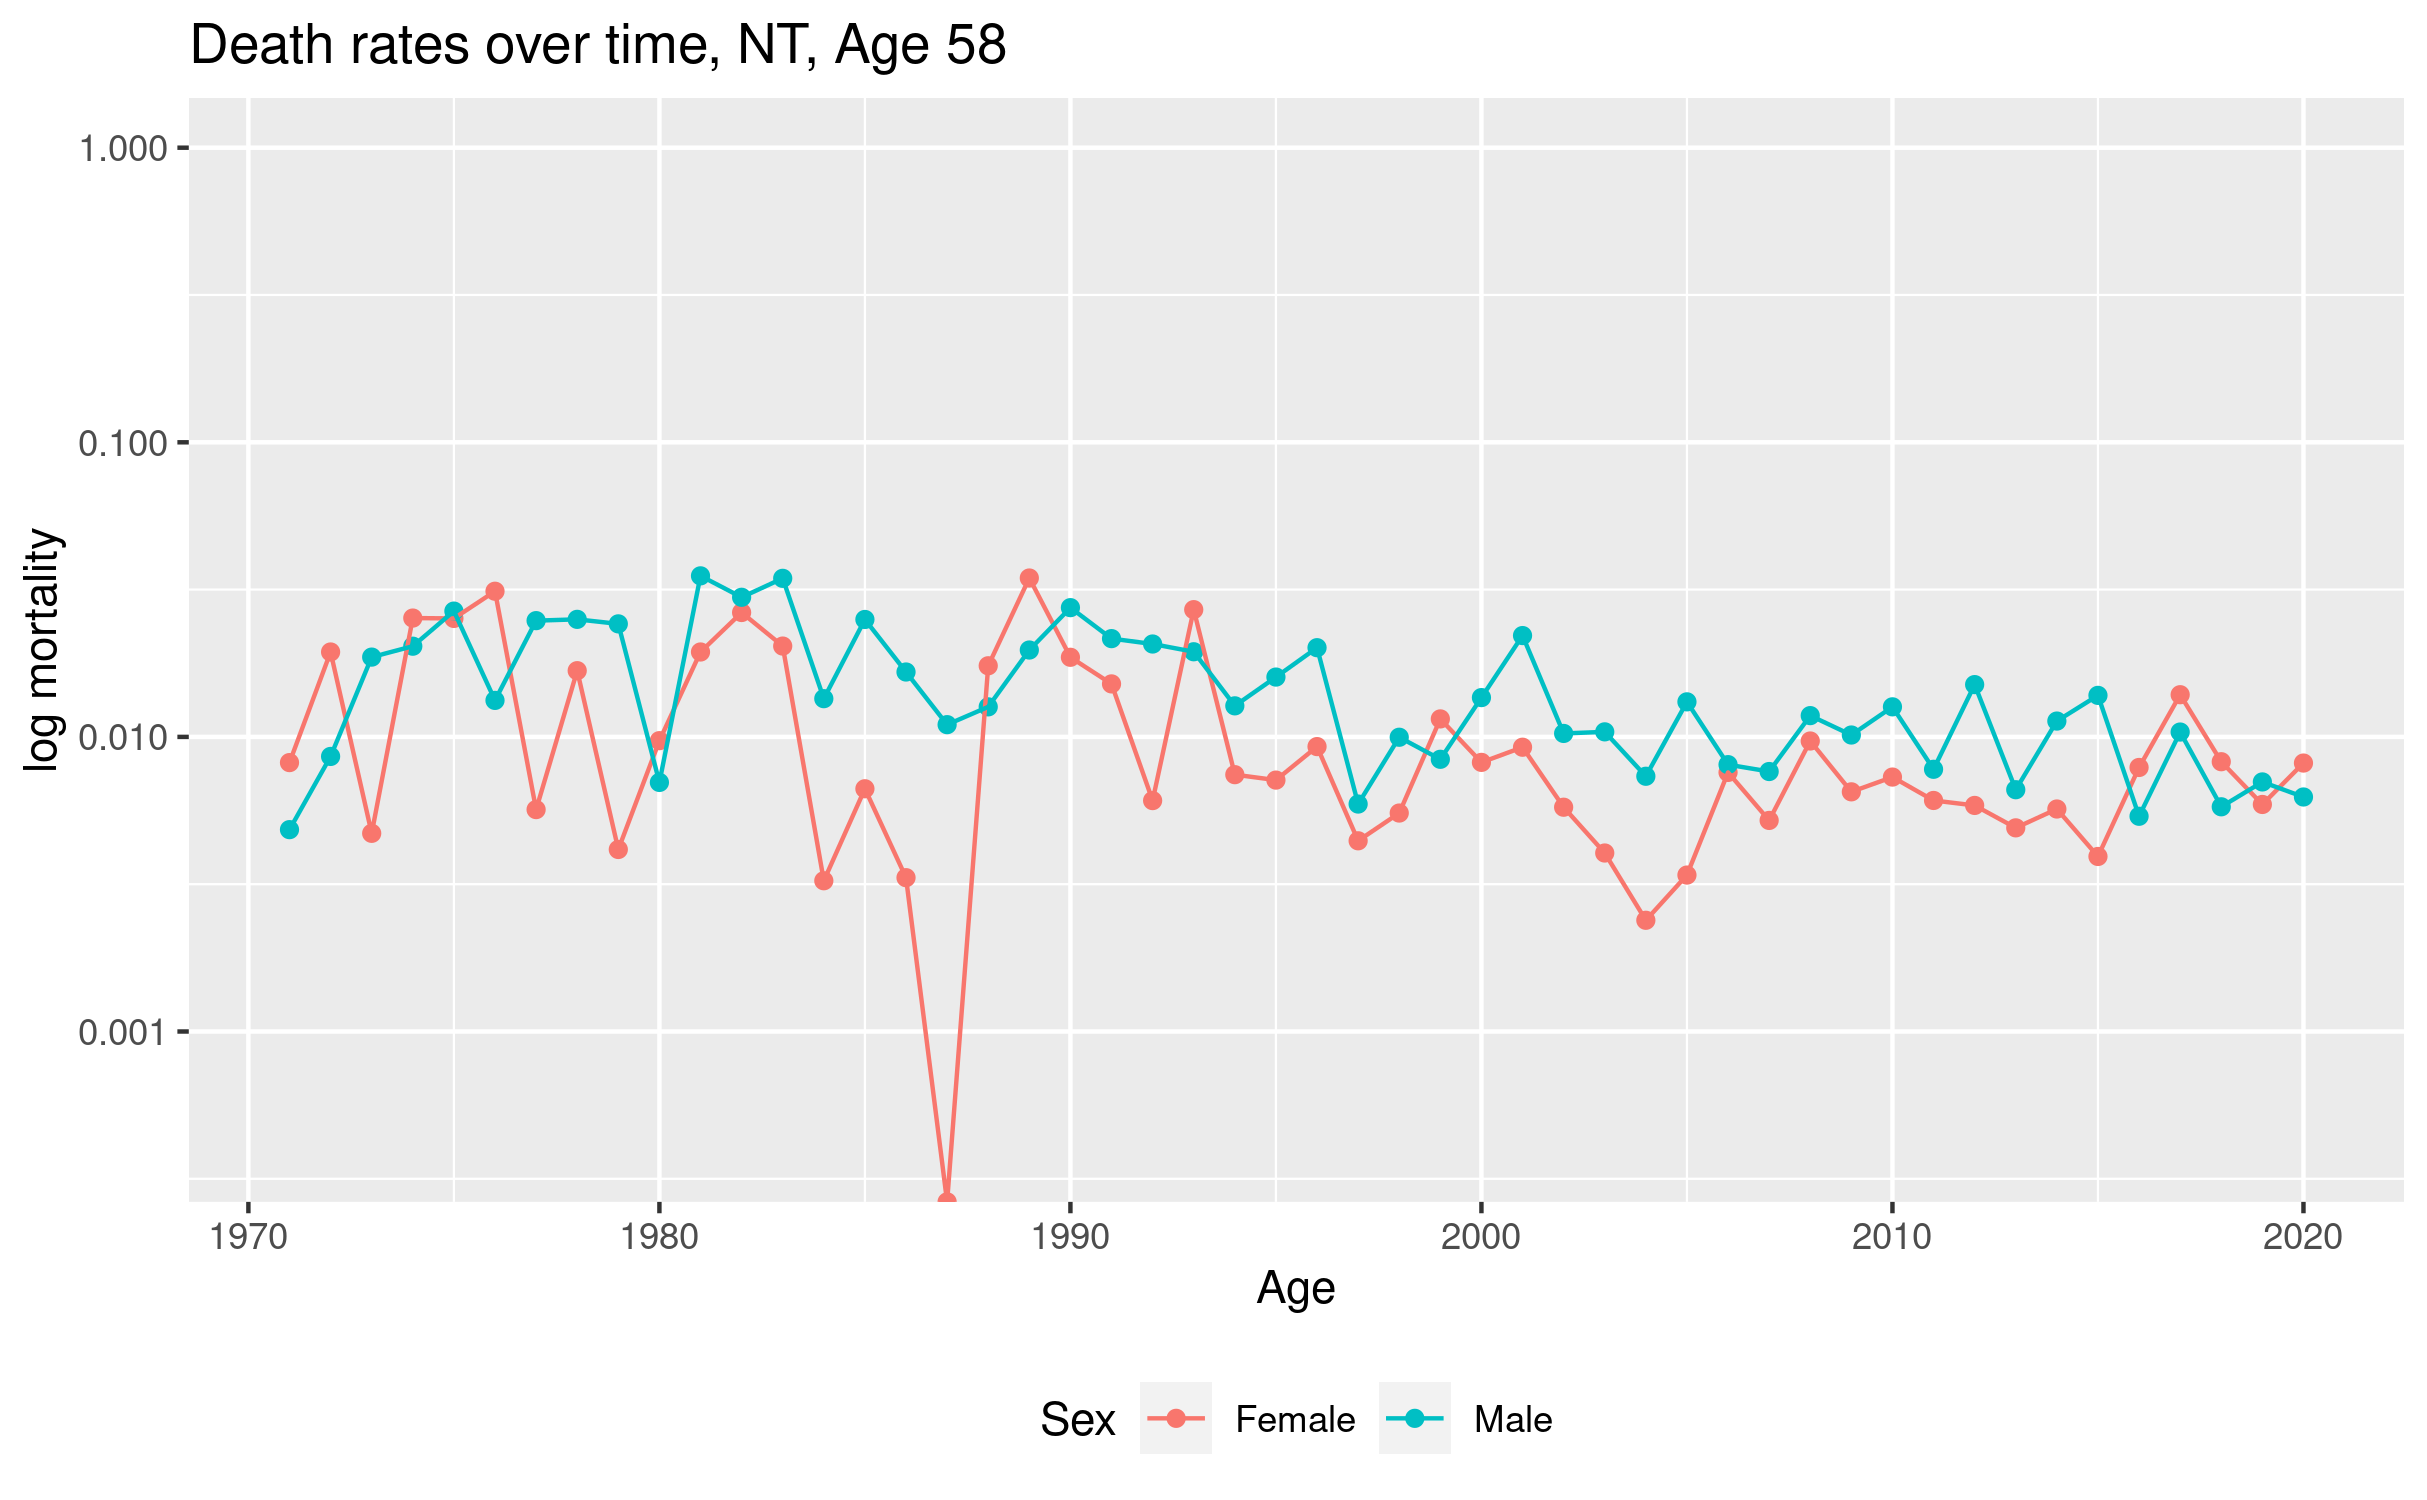 Death rates over time, NT, Age 58
1.000
0.100
0.010
0.001
log mortality
1970 1980 1990 2000 2010 2020
Age
Sex Female Male